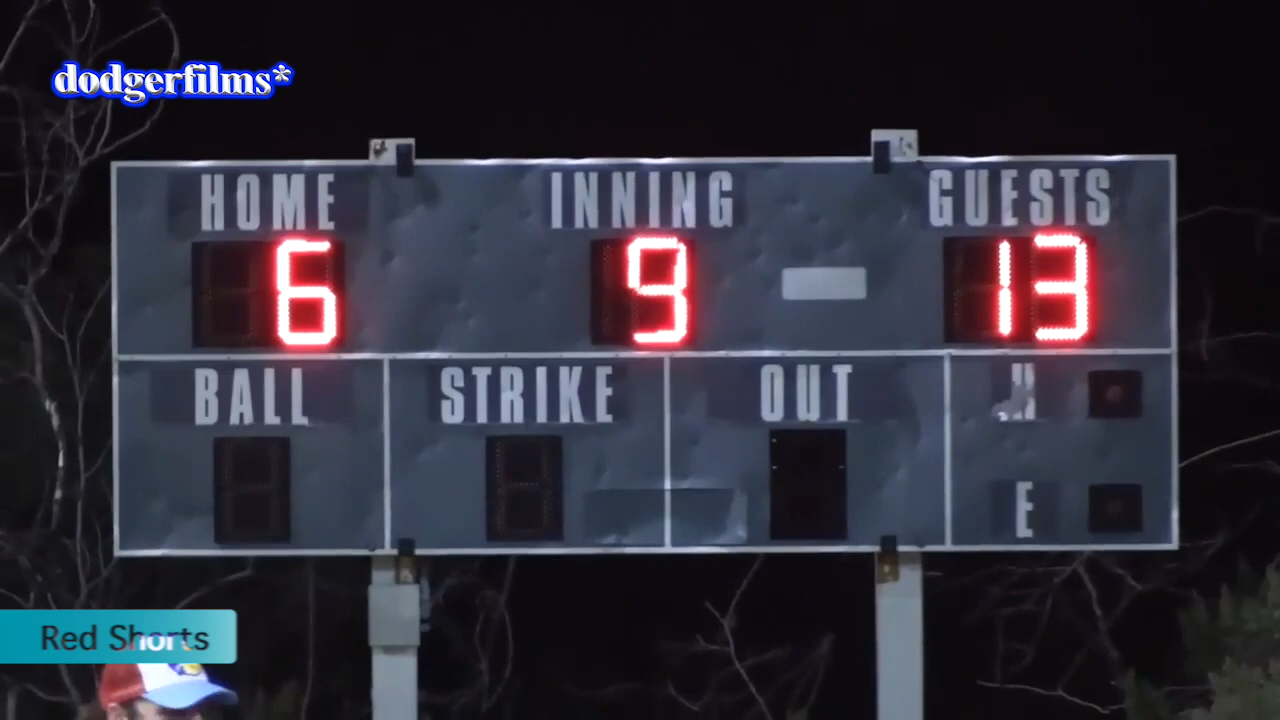 dodgerfilms*
HOME INNING GUESTS
6 9 13
BALL STRIKE OUT H
E
Red Shorts